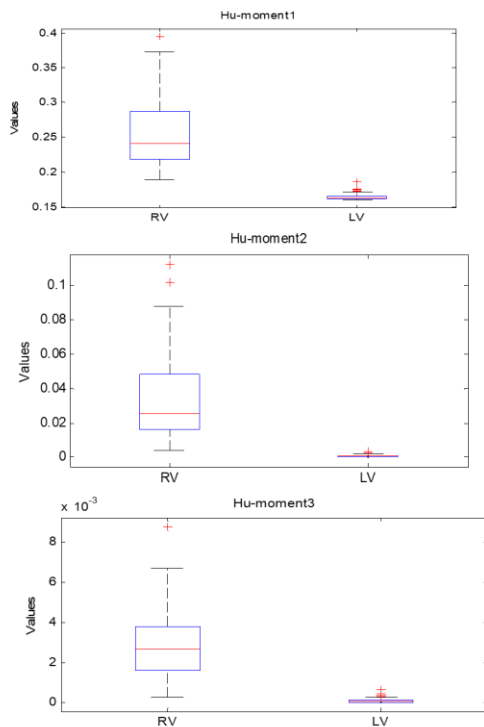 Hu-moment1
0.4
0.35
0.3
0.25
0.2
0.15
Values
RV LV
Hu-moment2
0.1
0.08
0.06
0.04
0.02
0
Values
RV LV
x 10-3
Hu-moment3
8
6
4
2
0
Values
RV LV